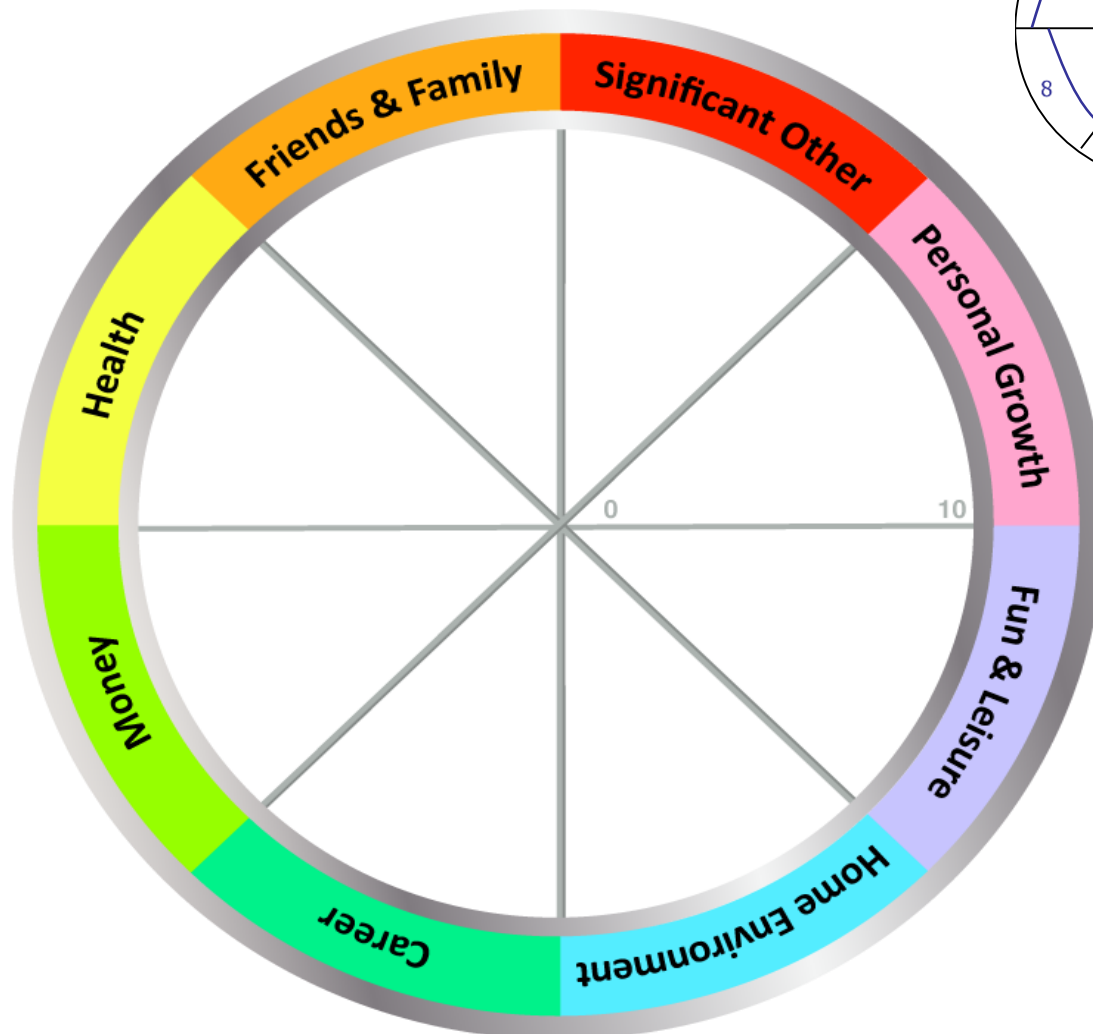 Friends & Family
Significant Other
8
Personal Growth
Health
0
10
Fun & Leisure
Money
Home Environment
Career